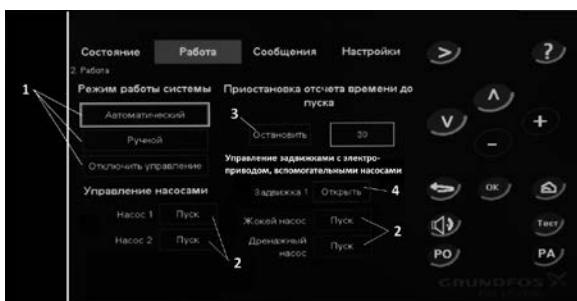 Состояние Работа Сообщения Настройки
2. Работа
Режим работы системы
1
Автоматический
Ручной
Отключить управление
Приостановка отсчета времени до
пуска
3
Остановить 20
Управление задвижками с электро-
приводом, вспомогательными насосами
Задвижка 1 Открыть 4
Управление насосами
Насос 1 Пуск
Насос 2 Пуск
2
Жокей насос Пуск
Дренажный
насос Пуск
2
> ?
∧
∨ +
−
OK
Тест
PO PA
GRUNDFOS